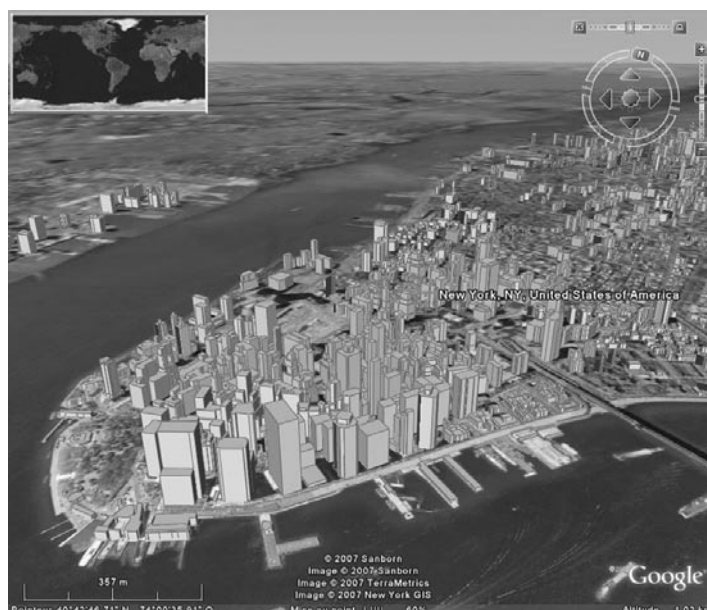 N
New York, NY, United States of America
© 2007 Sanborn
Image © 2007 Sanborn
Image © 2007 TerraMetrics
Image © 2007 New York GIS
357 m
Google